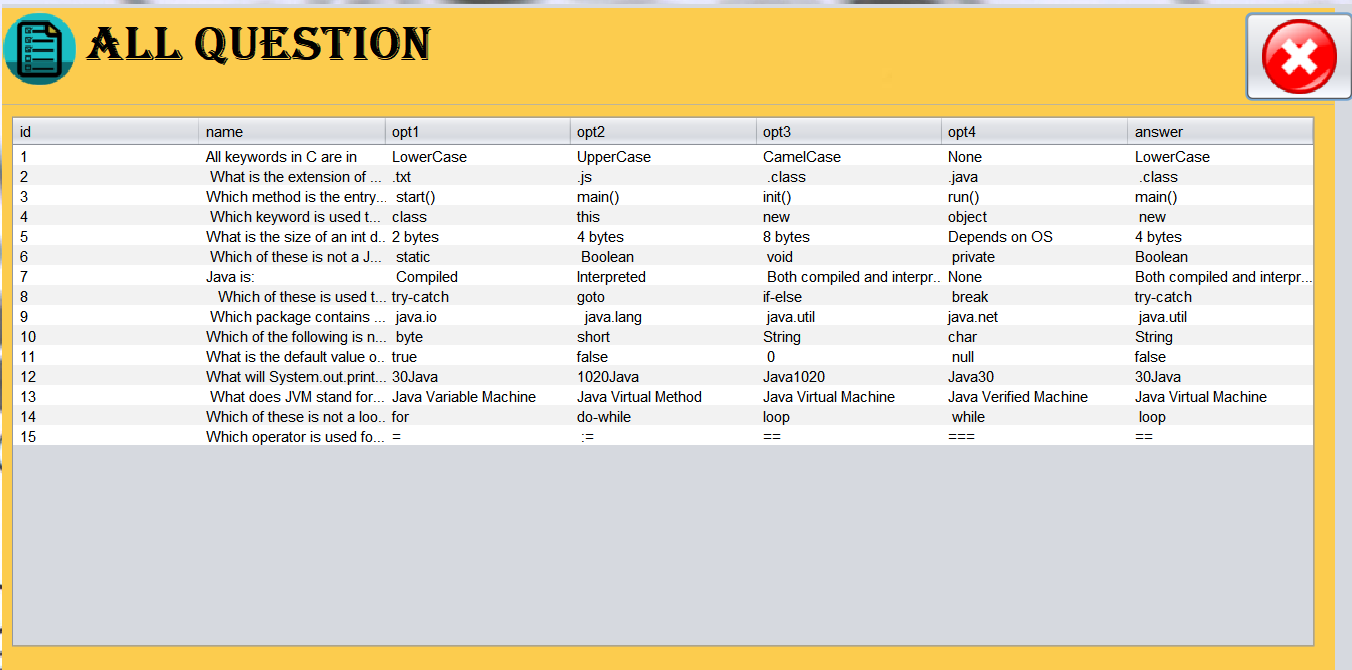 ALL QUESTION
id name opt1 opt2 opt3 opt4 answer
1 All keywords in C are in LowerCase UpperCase CamelCase None LowerCase
2 What is the extension of ... .txt .js .class .java .class
3 Which method is the entry... start() main() init() run() main()
4 Which keyword is used t... class this new object new
5 What is the size of an int d.. 2 bytes 4 bytes 8 bytes Depends on OS 4 bytes
6 Which of these is not a J... static Boolean void private Boolean
7 Java is: Compiled Interpreted Both compiled and interpr.. None Both compiled and interpr...
8 Which of these is used t... try-catch goto if-else break try-catch
9 Which package contains ... java.io java.lang java.util java.net java.util
10 Which of the following is n... byte short String char String
11 What is the default value o.. true false 0 null false
12 What will System.out.print... 30Java 1020Java Java1020 Java30 30Java
13 What does JVM stand for... Java Variable Machine Java Virtual Method Java Virtual Machine Java Verified Machine Java Virtual Machine
14 Which of these is not a loo.. for do-while loop while loop
15 Which operator is used fo... = := == === ==